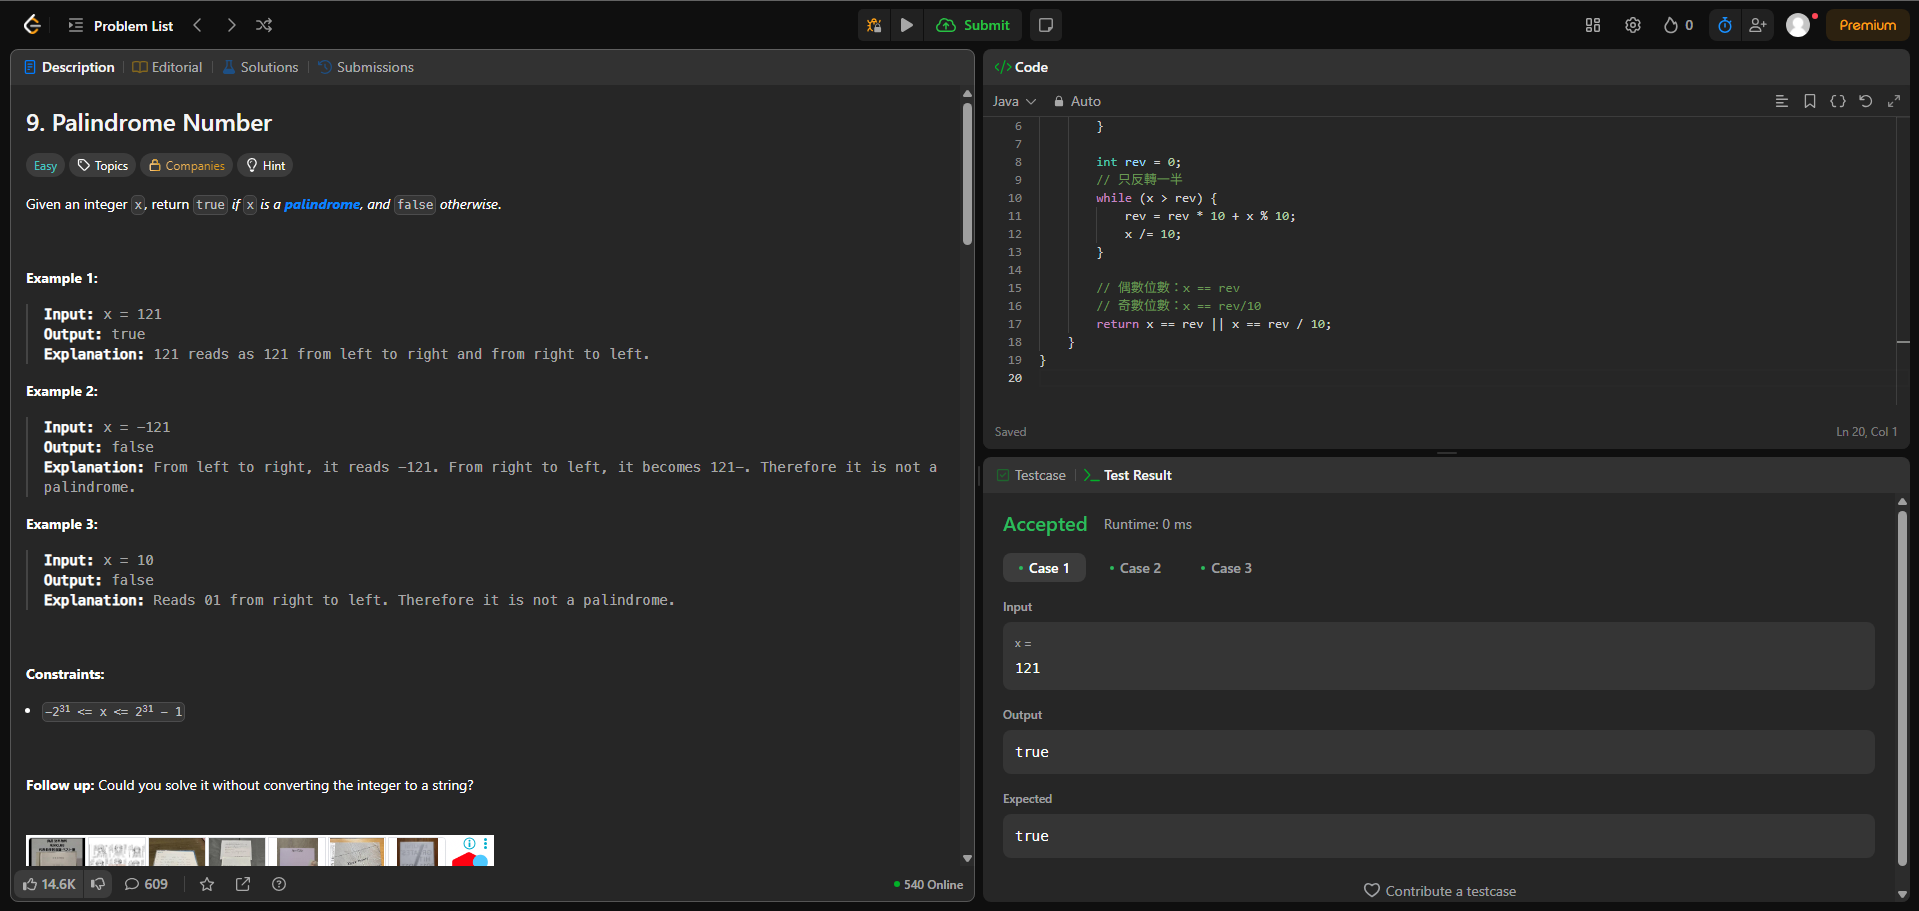 Problem List
Submit
0
Premium
Description
Editorial
Solutions
Submissions
9. Palindrome Number
Easy
Topics
Companies
Hint
Given an integer x, return true if x is a palindrome, and false otherwise.
Example 1:
Input: x = 121
Output: true
Explanation: 121 reads as 121 from left to right and from right to left.
Example 2:
Input: x = -121
Output: false
Explanation: From left to right, it reads -121. From right to left, it becomes 121-. Therefore it is not a
palindrome.
Example 3:
Input: x = 10
Output: false
Explanation: Reads 01 from right to left. Therefore it is not a palindrome.
Constraints:
-2³¹ <= x <= 2³¹ - 1
Follow up: Could you solve it without converting the integer to a string?
14.6K
609
540 Online
</> Code
Java
Auto
6 }
7
8 int rev = 0;
9 // 只反轉一半
10 while (x > rev) {
11 rev = rev * 10 + x % 10;
12 x /= 10;
13 }
14
15 // 偶數位數：x == rev
16 // 奇數位數：x == rev/10
17 return x == rev || x == rev / 10;
18 }
19 }
20
Saved
Ln 20, Col 1
Testcase
Test Result
Accepted
Runtime: 0 ms
Case 1
Case 2
Case 3
Input
x =
121
Output
true
Expected
true
Contribute a testcase